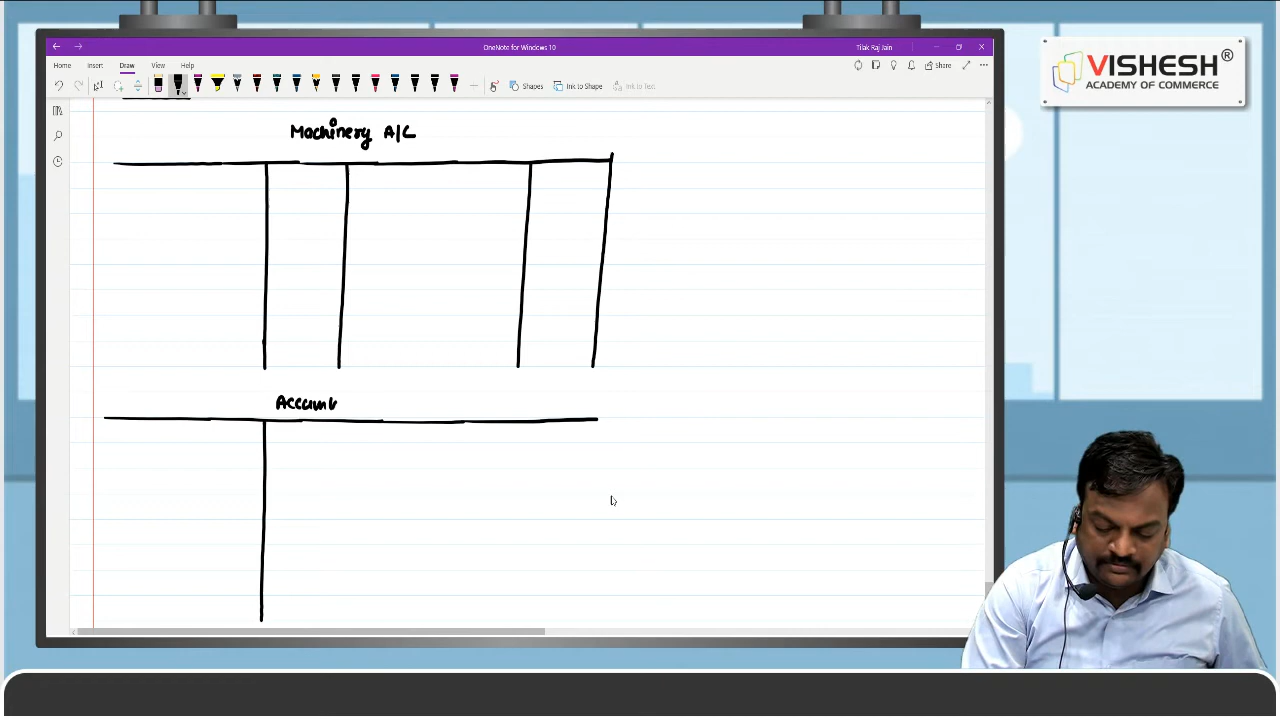 OneNote for Windows 10
Tilak Raj Jain
Home Insert Draw View Help
Share
Shapes
Ink to Shape
Ink to Text
Machinery A/C
Accum
VISHESH®
ACADEMY OF COMMERCE